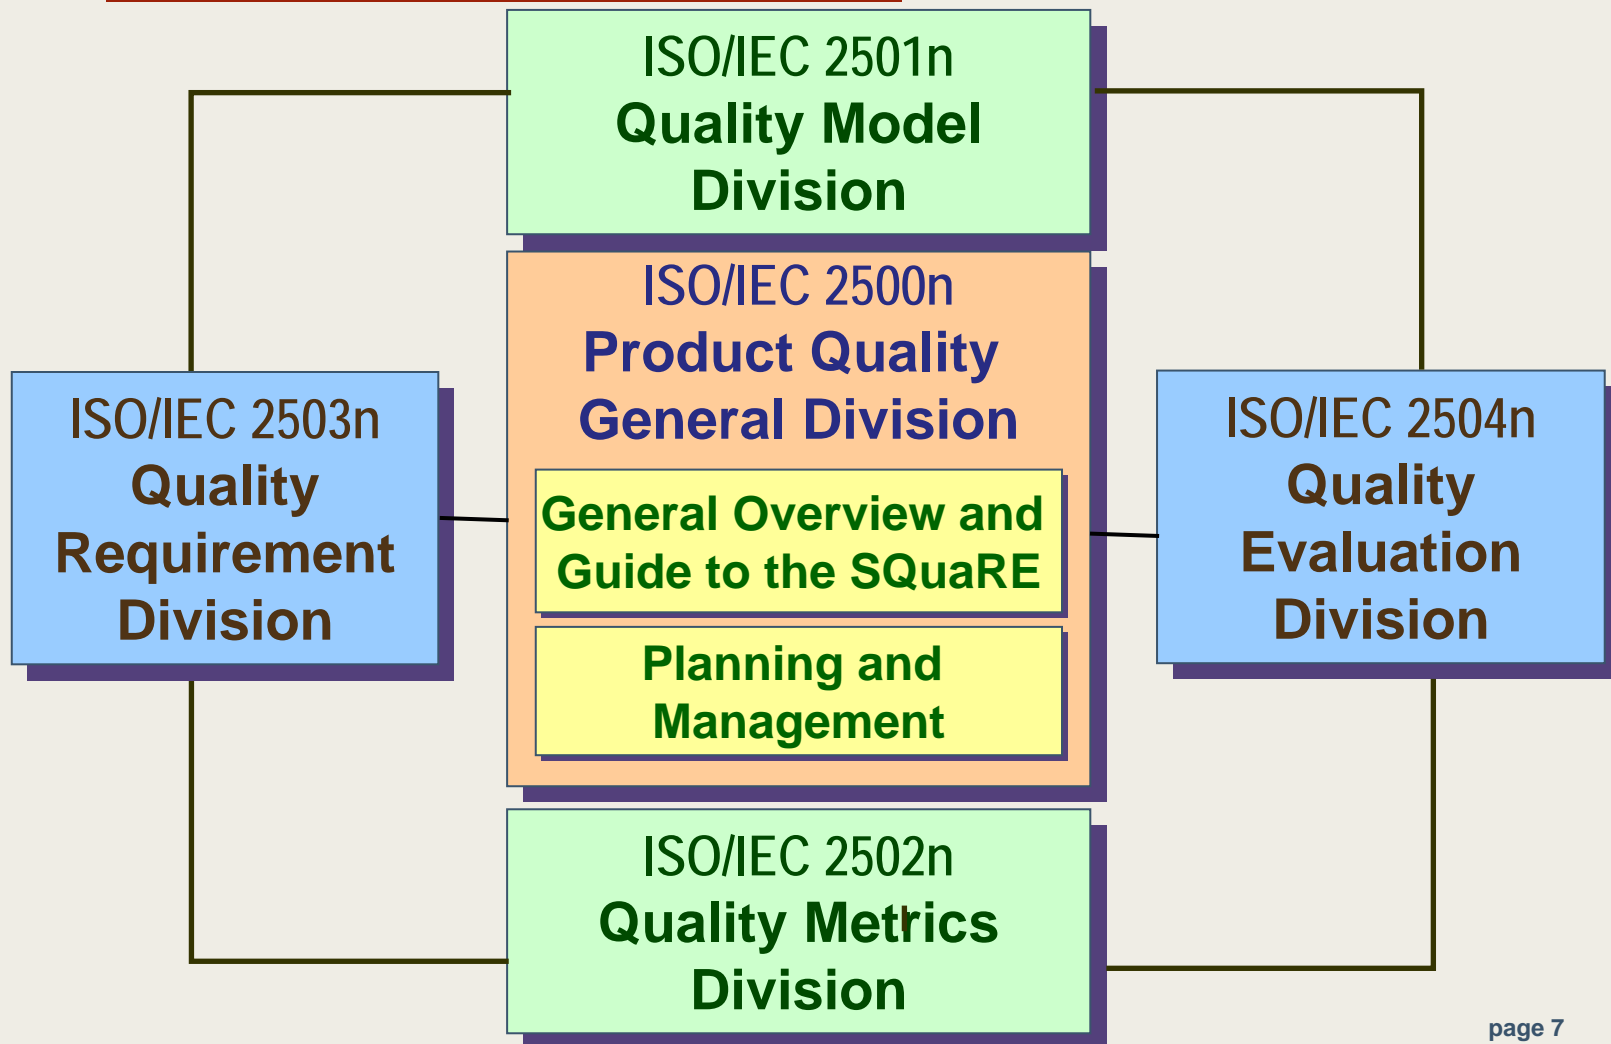 ISO/IEC 2501n
Quality Model
Division
ISO/IEC 2500n
Product Quality
General Division
General Overview and
Guide to the SQuaRE
Planning and
Management
ISO/IEC 2503n
Quality
Requirement
Division
ISO/IEC 2504n
Quality
Evaluation
Division
ISO/IEC 2502n
Quality Metrics
Division
page 7